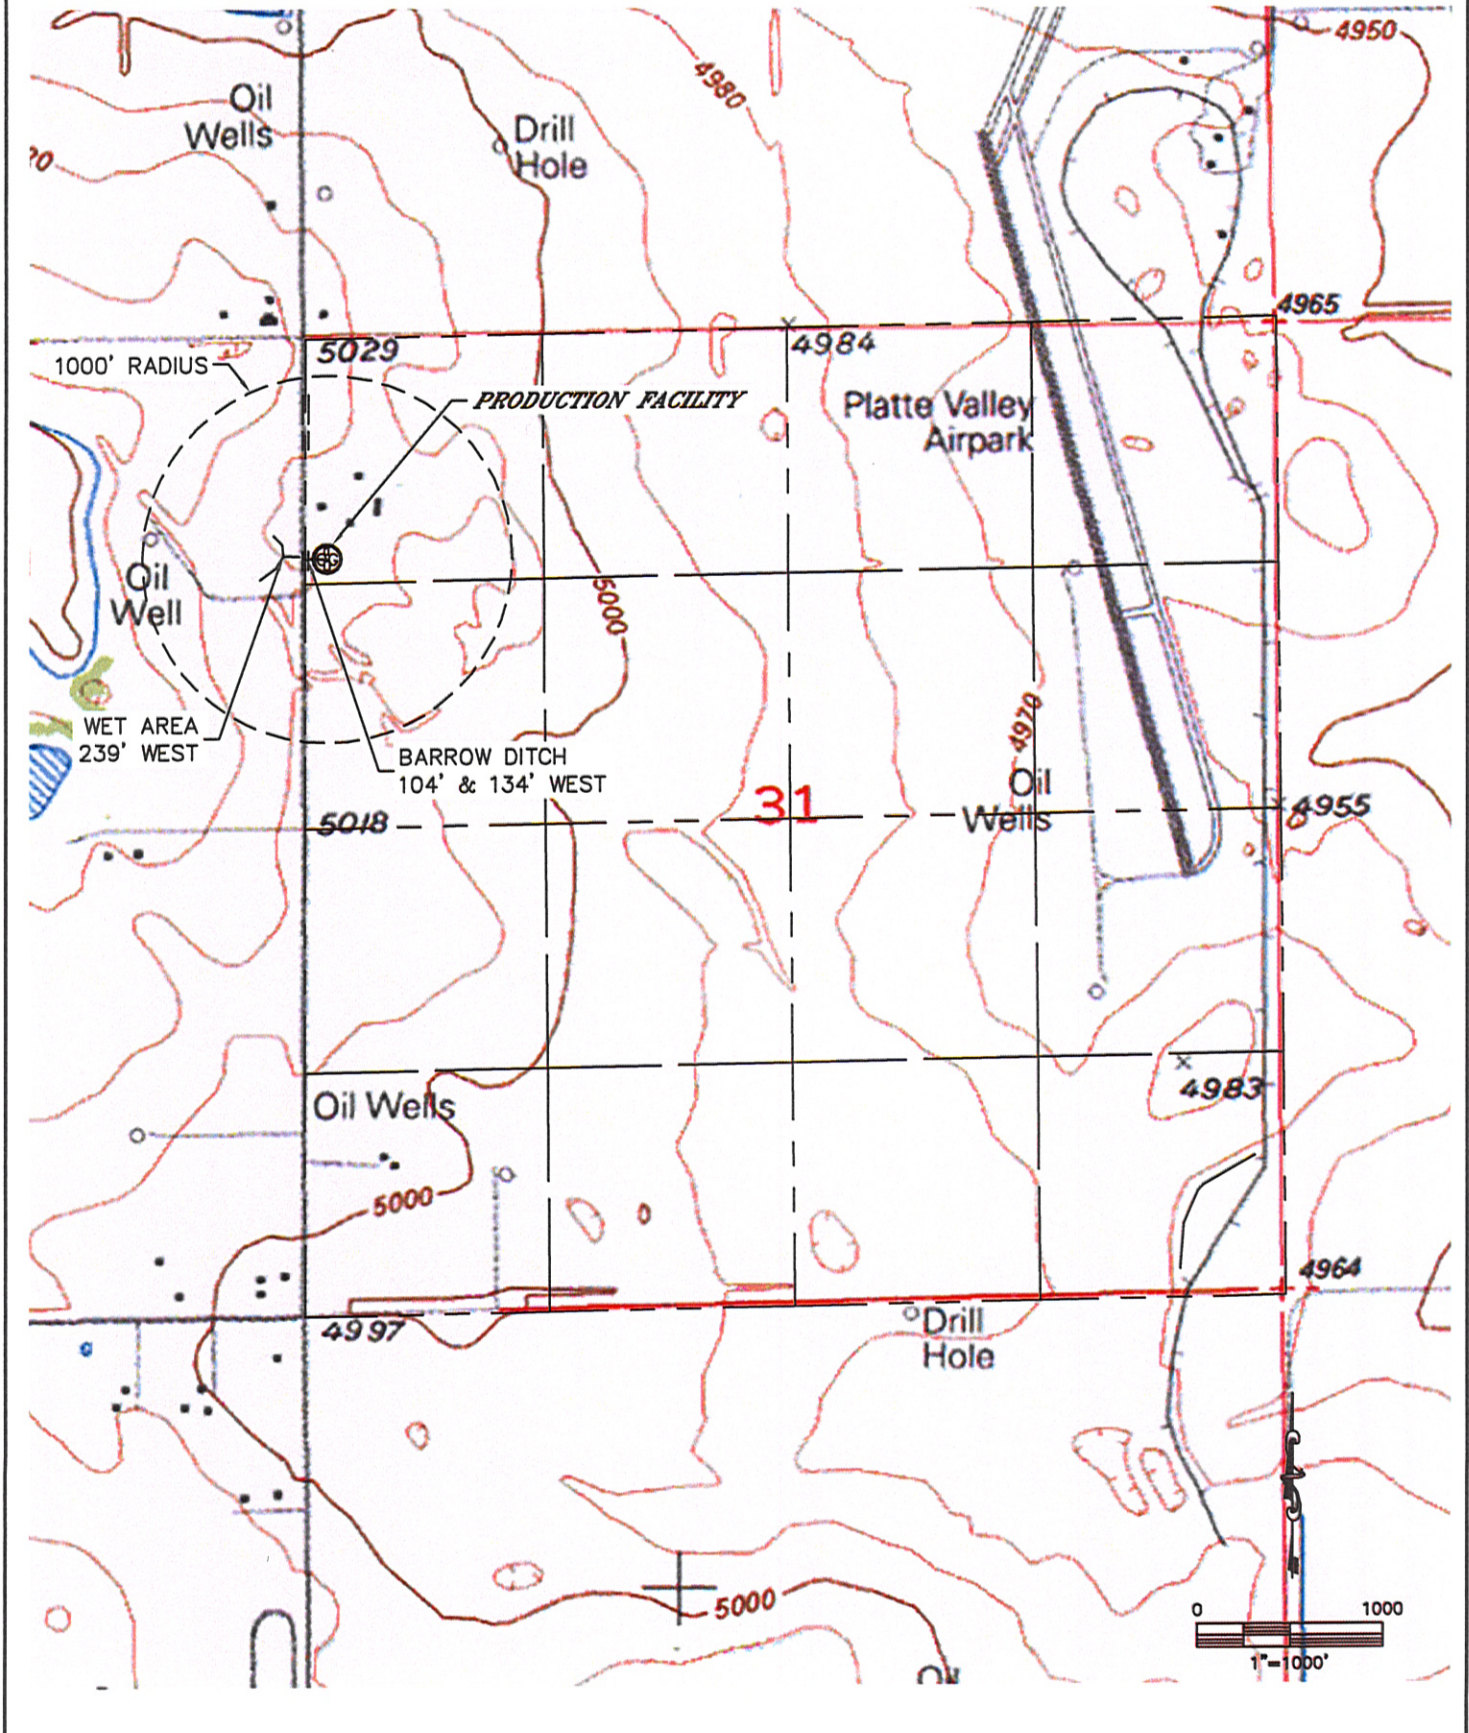 4950
4980
Oil
Wells
Drill
Hole
4965
5029
4984
1000' RADIUS
PRODUCTION FACILITY
Platte Valley
Airpark
Oil
Well
5000
4970
WET AREA
239' WEST
BARROW DITCH
104' & 134' WEST
Oil
Wells
31
5018
4955
4983
Oil Wells
5000
4964
4997
Drill
Hole
5000
0 1000
1"=1000'